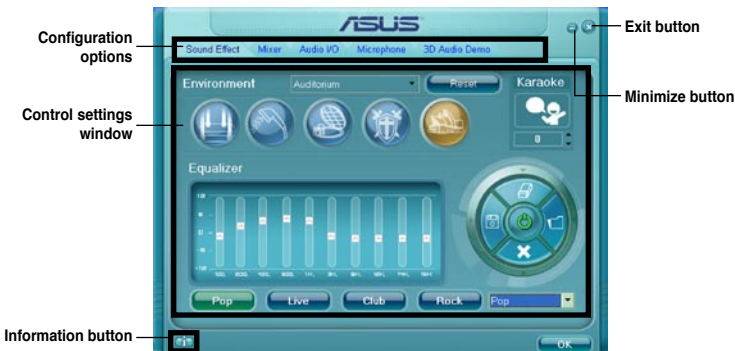 ASUS
Configuration options
Exit button
Sound Effect Mixer Audio I/O Microphone 3D Audio Demo
Minimize button
Environment Auditorium Reset Karaoke
Control settings window
0
Equalizer
Pop Live Club Rock Pop
Information button
i
OK